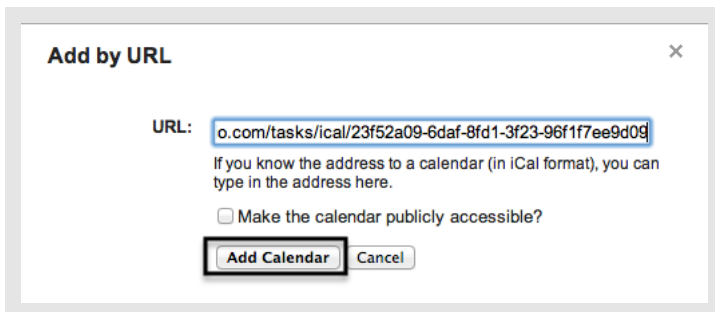 Add by URL
×
URL: o.com/tasks/ical/23f52a09-6daf-8fd1-3f23-96f1f7ee9d09
If you know the address to a calendar (in iCal format), you can
type in the address here.
Make the calendar publicly accessible?
Add Calendar Cancel